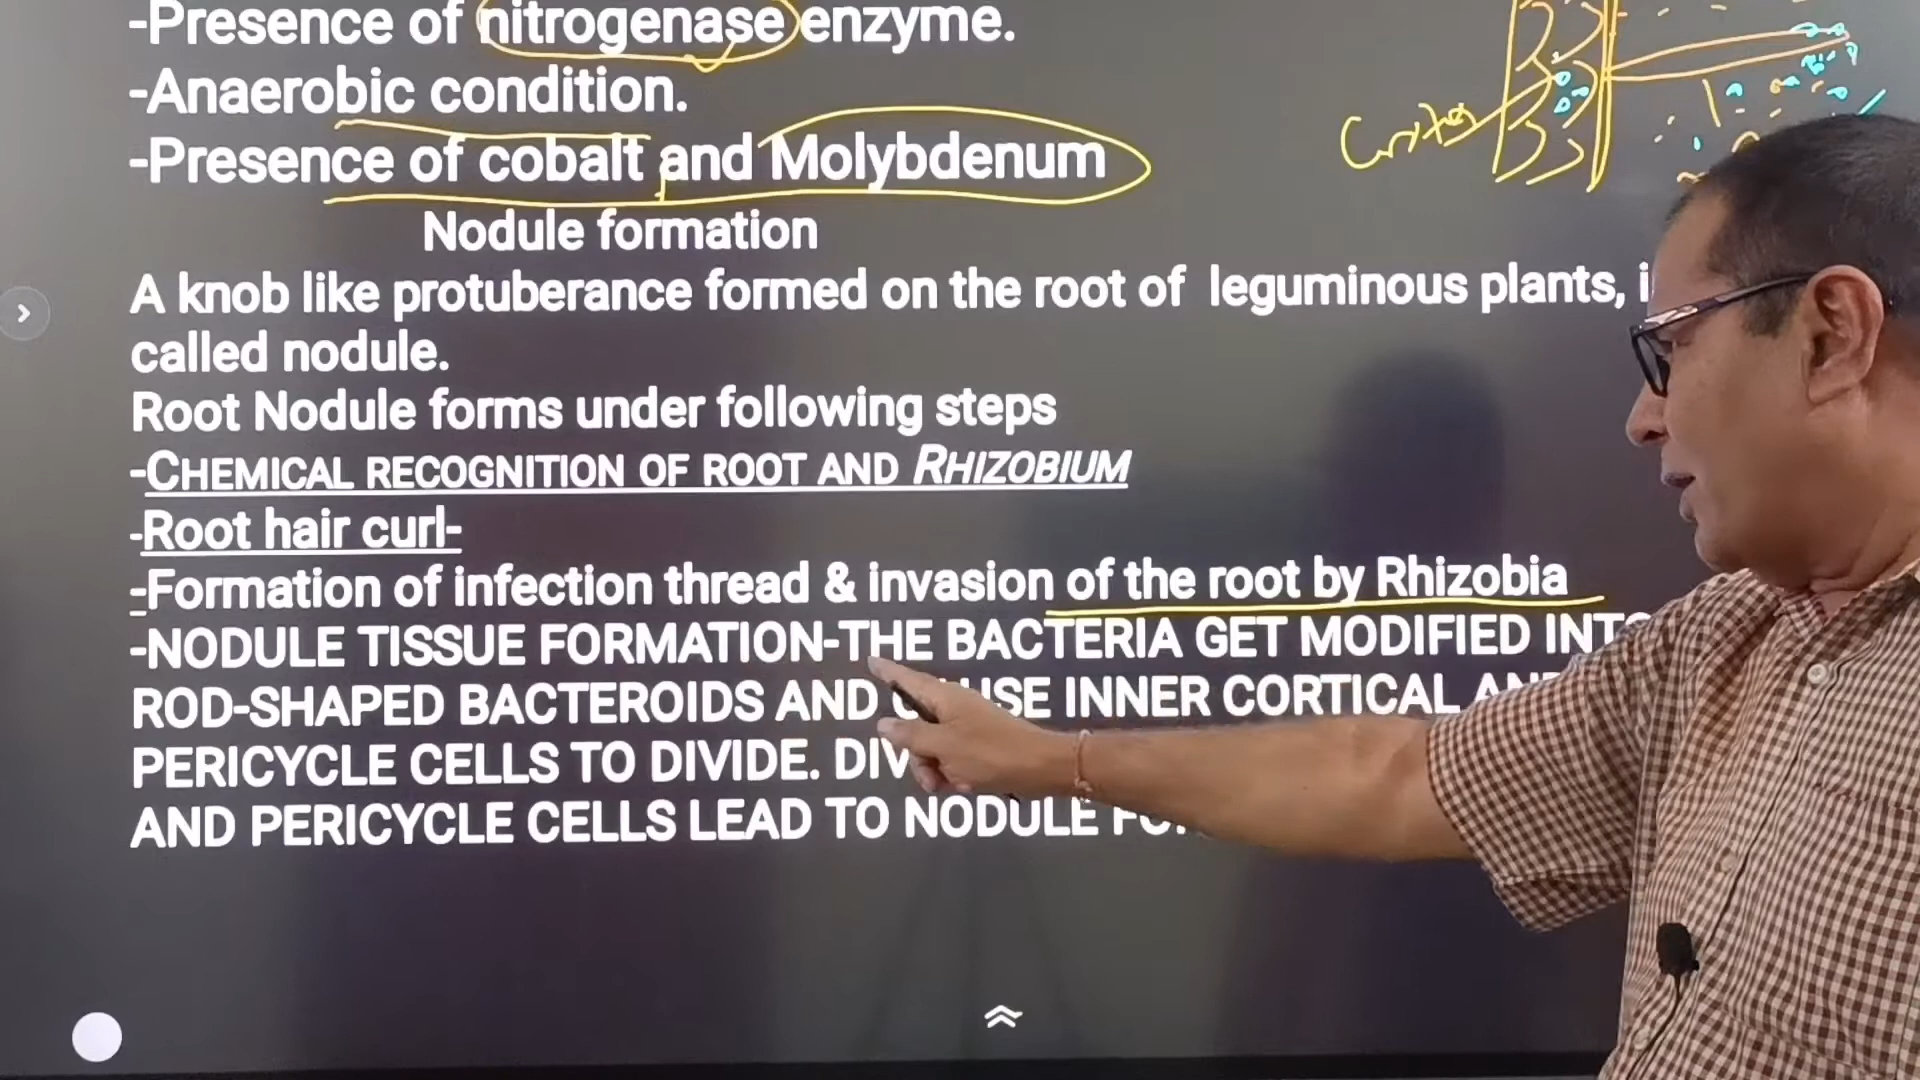 -Presence of nitrogenase enzyme.
-Anaerobic condition.
-Presence of cobalt and Molybdenum
Nodule formation
A knob like protuberance formed on the root of leguminous plants,
called nodule.
Root Nodule forms under following steps
-CHEMICAL RECOGNITION OF ROOT AND RHIZOBIUM
-Root hair curl-
-Formation of infection thread & invasion of the root by Rhizobia
-NODULE TISSUE FORMATION-THE BACTERIA GET MODIFIED INTO
ROD-SHAPED BACTEROIDS AND INNER CORTICAL
PERICYCLE CELLS TO DIVIDE.
AND PERICYCLE CELLS LEAD TO NODULE